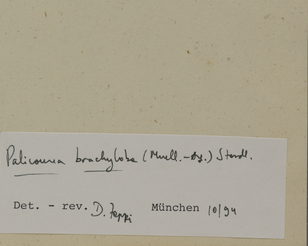 Palicourea brachyloba (Muell.-Arg.) Standl.
Det. - rev. D. Zappi München 10/94